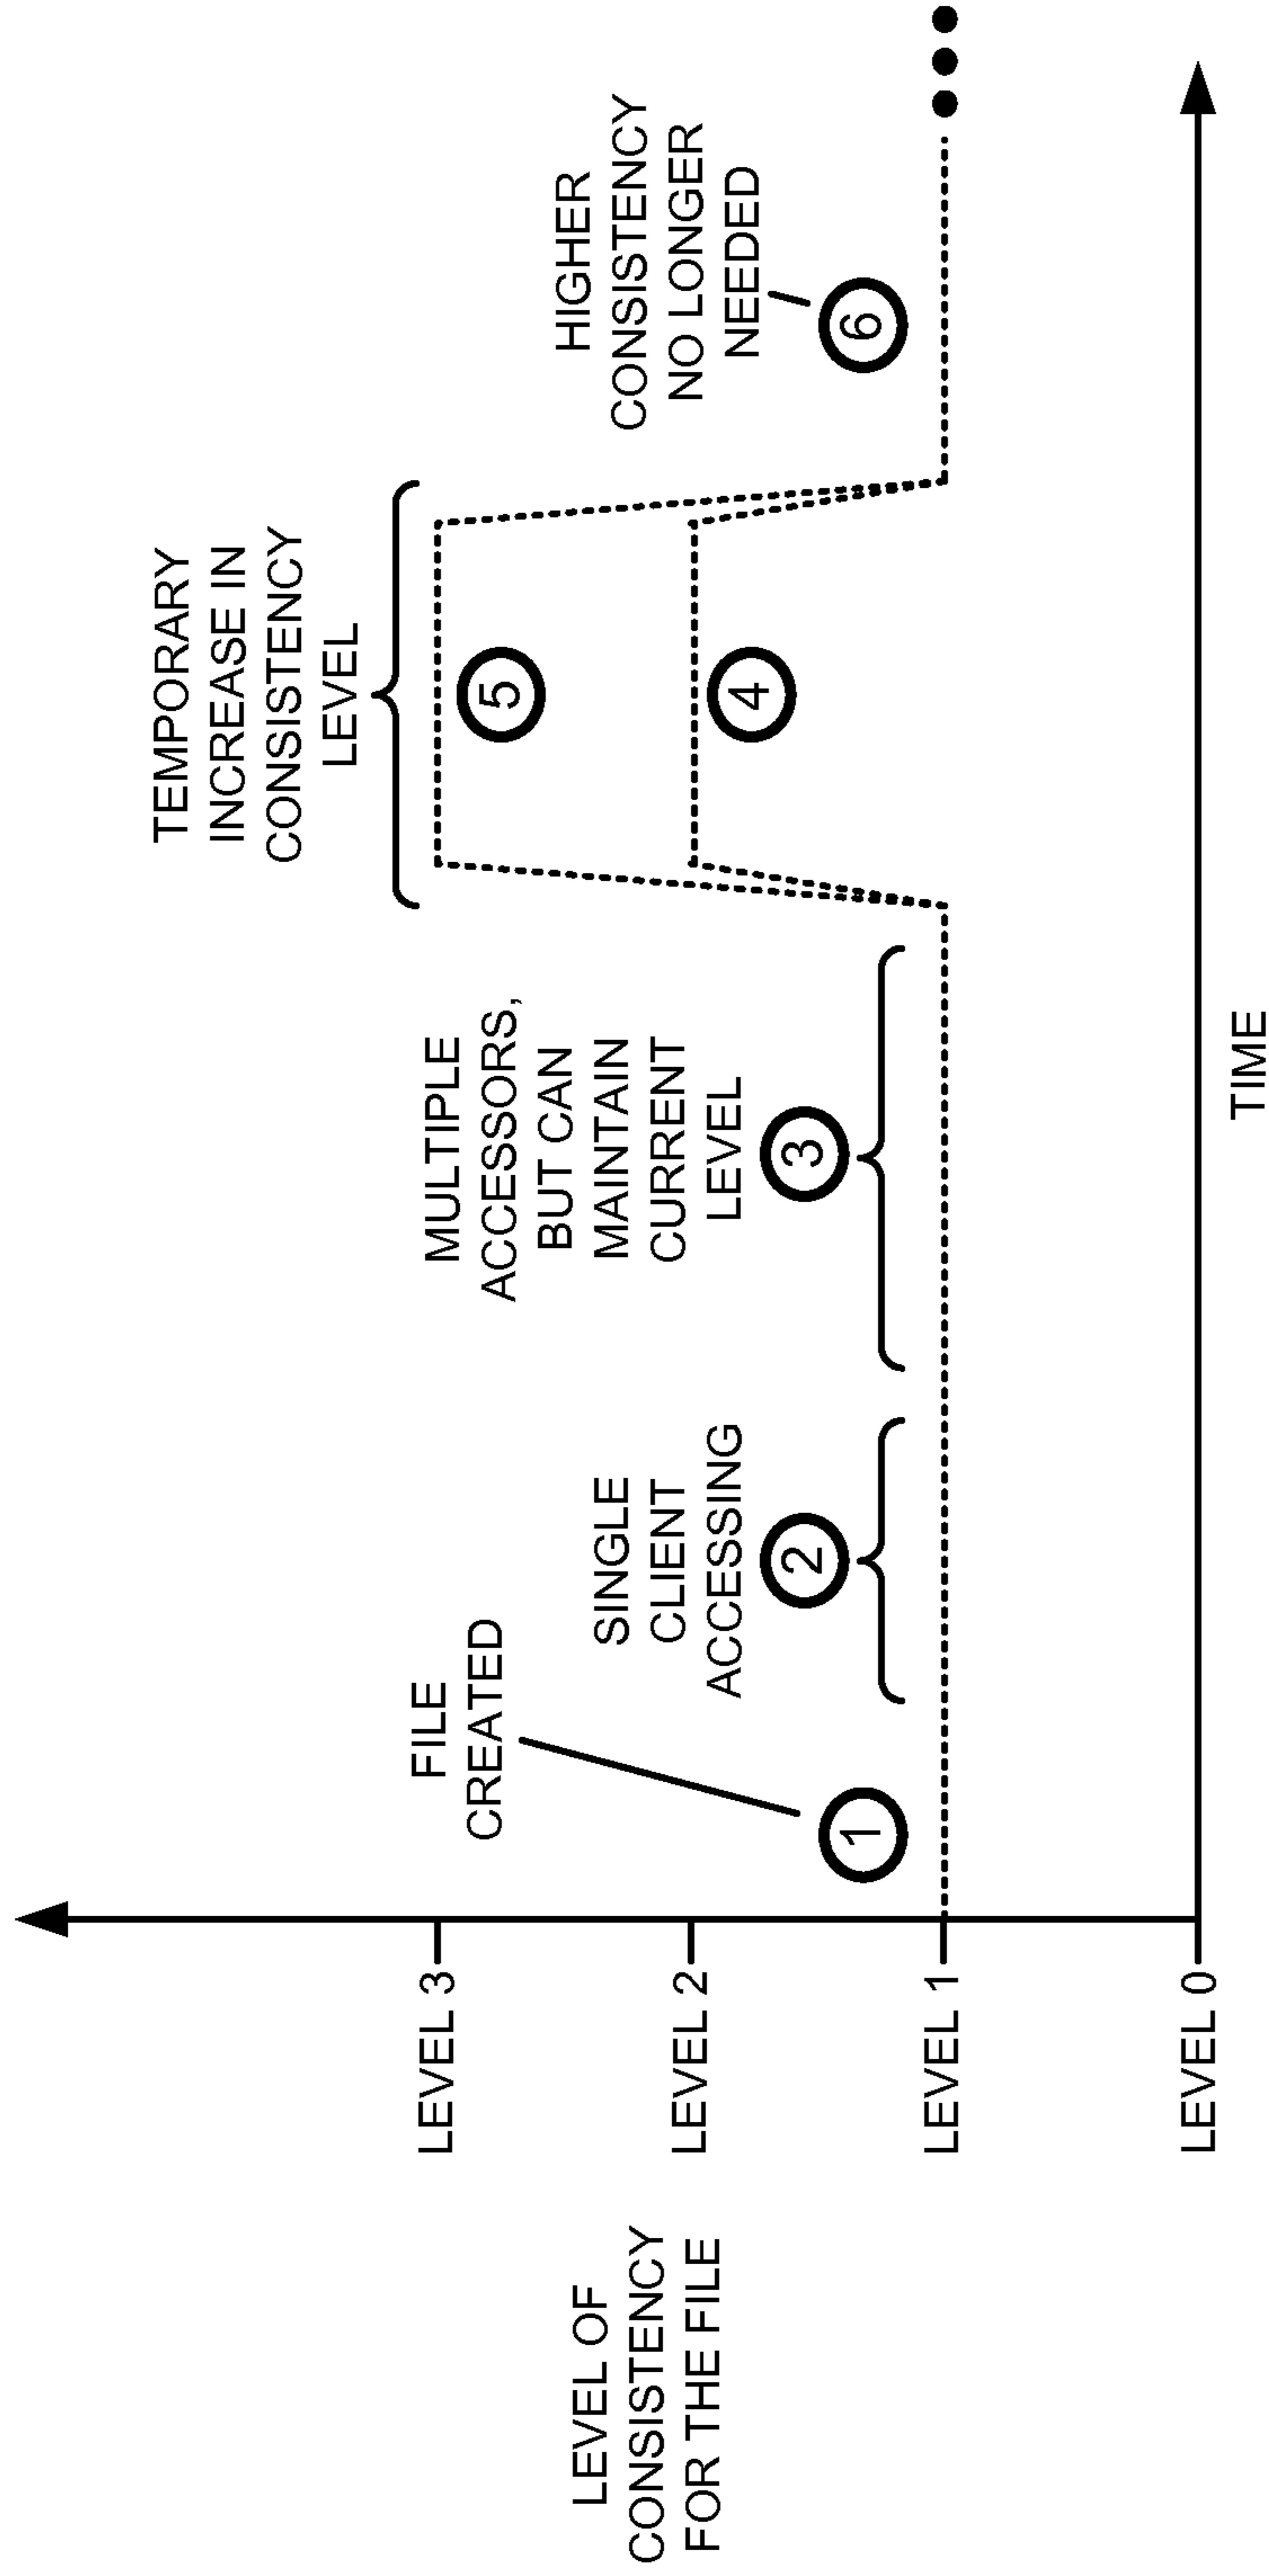 TEMPORARY
INCREASE IN
CONSISTENCY
LEVEL
HIGHER
CONSISTENCY
NO LONGER
NEEDED
MULTIPLE
ACCESSORS,
BUT CAN
MAINTAIN
CURRENT
LEVEL
FILE
CREATED
SINGLE
CLIENT
ACCESSING
LEVEL OF
CONSISTENCY
FOR THE FILE
LEVEL 3
LEVEL 2
LEVEL 1
LEVEL 0
1
2
3
4
5
6
TIME